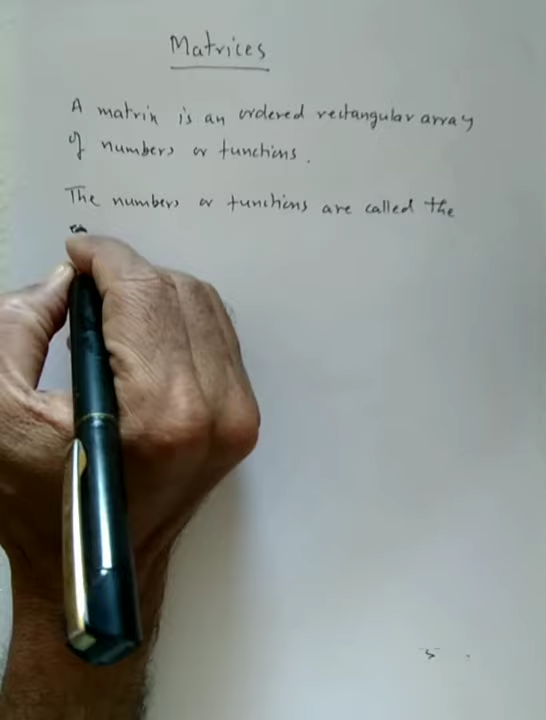 Matrices
A matrix is an ordered rectangular array
of numbers or functions.
The numbers or functions are called the